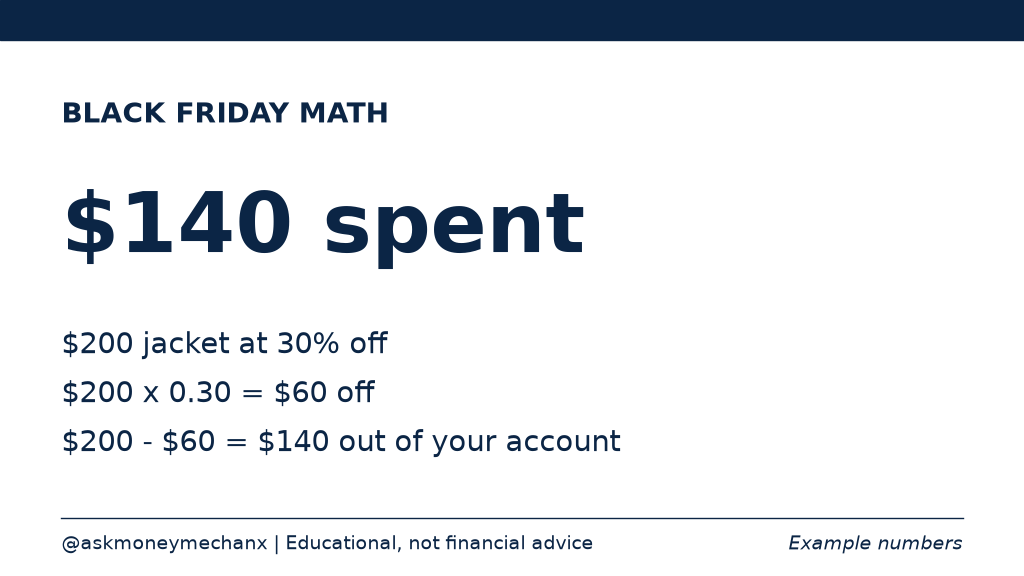 BLACK FRIDAY MATH
$140 spent
$200 jacket at 30% off
$200 x 0.30 = $60 off
$200 - $60 = $140 out of your account
@askmoneymechanx | Educational, not financial advice
Example numbers